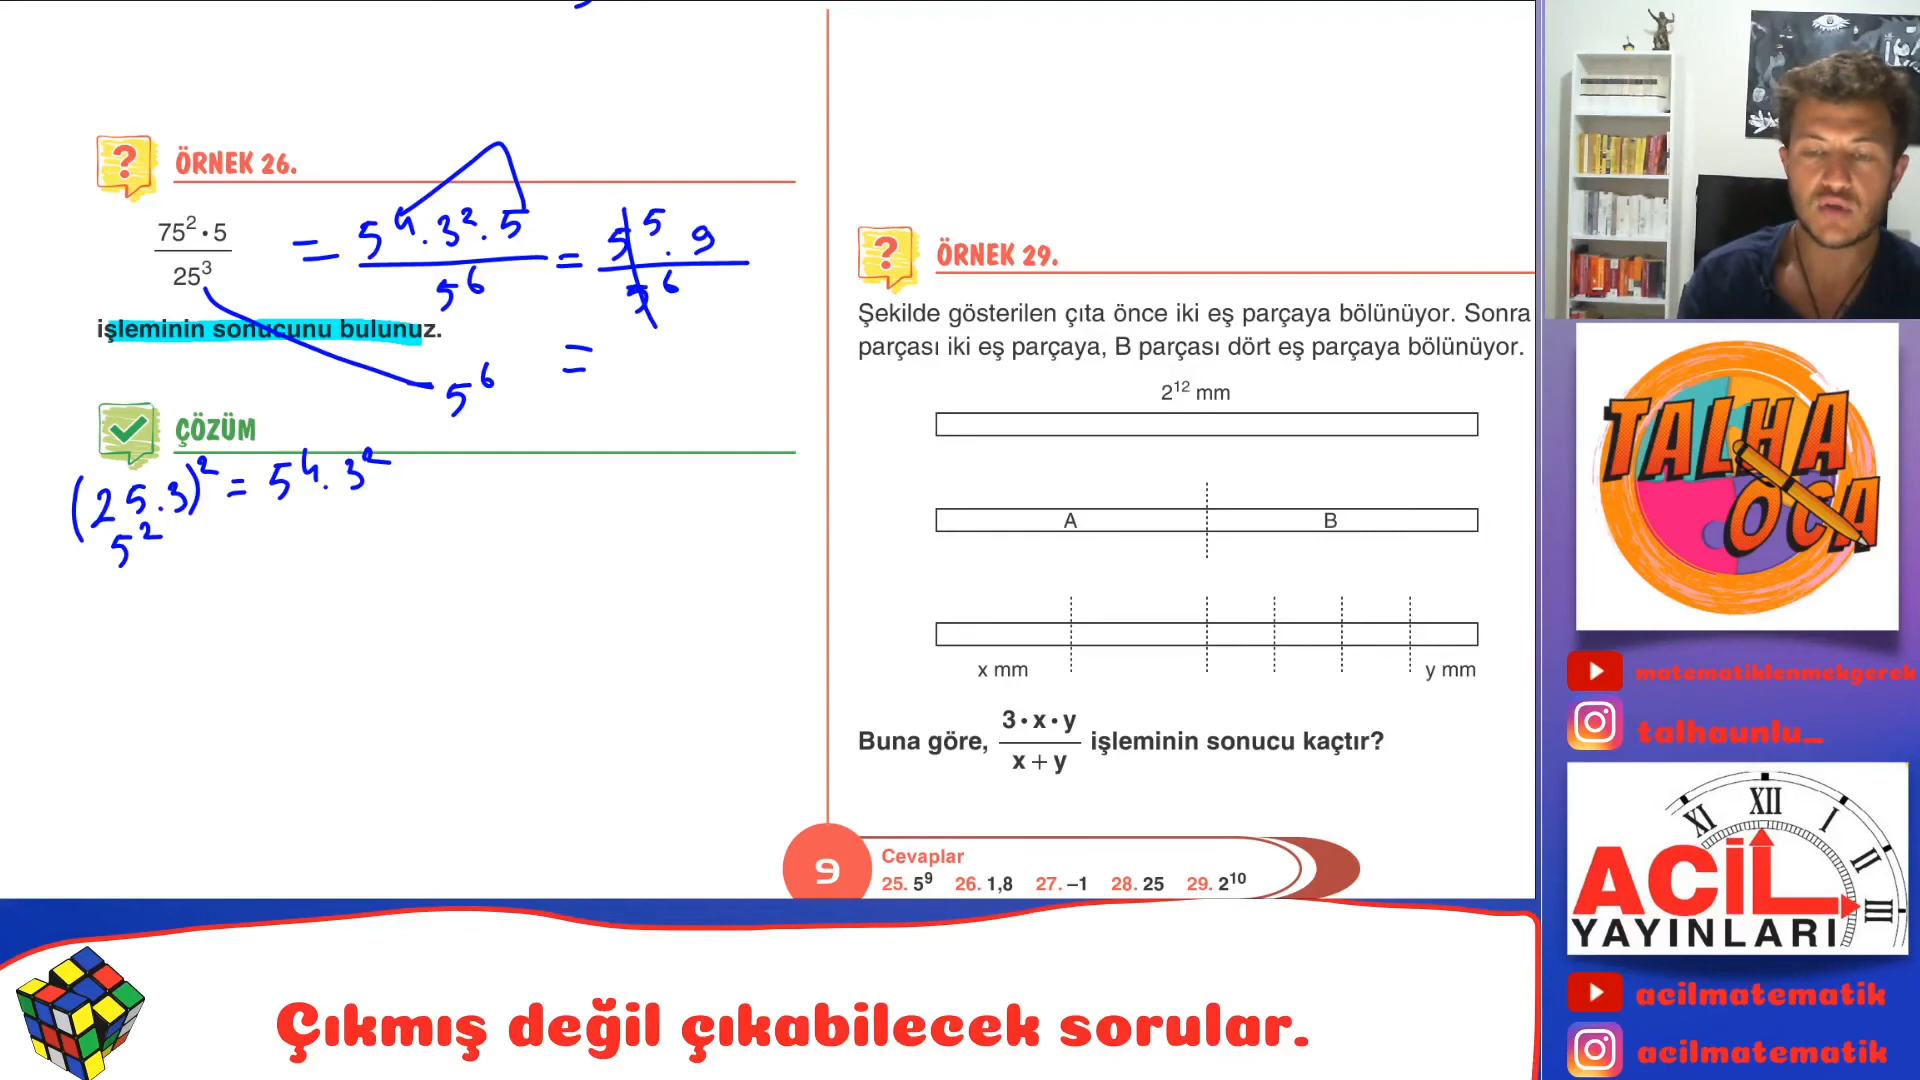 ÖRNEK 26.
75² • 5 / 25³ = 5⁴ . 3² . 5 / 5⁶ = 5⁵ . 9 / 5⁶
işleminin sonucunu bulunuz.
5⁶ =
ÇÖZÜM
(25.3)² = 5⁴ . 3²
5²
ÖRNEK 29.
Şekilde gösterilen çıta önce iki eş parçaya bölünüyor. Sonra
parçası iki eş parçaya, B parçası dört eş parçaya bölünüyor.
2¹² mm
A B
x mm y mm
Buna göre, 3 • x • y / x + y işleminin sonucu kaçtır?
9
Cevaplar
25. 5⁹ 26. 1,8 27. –1 28. 25 29. 2¹⁰
Çıkmış değil çıkabilecek sorular.
TALHA
OCA
matematiklenmekgerek
talhaunlu_
XI XII I II III
ACİL
YAYINLARI
acilmatematik
acilmatematik